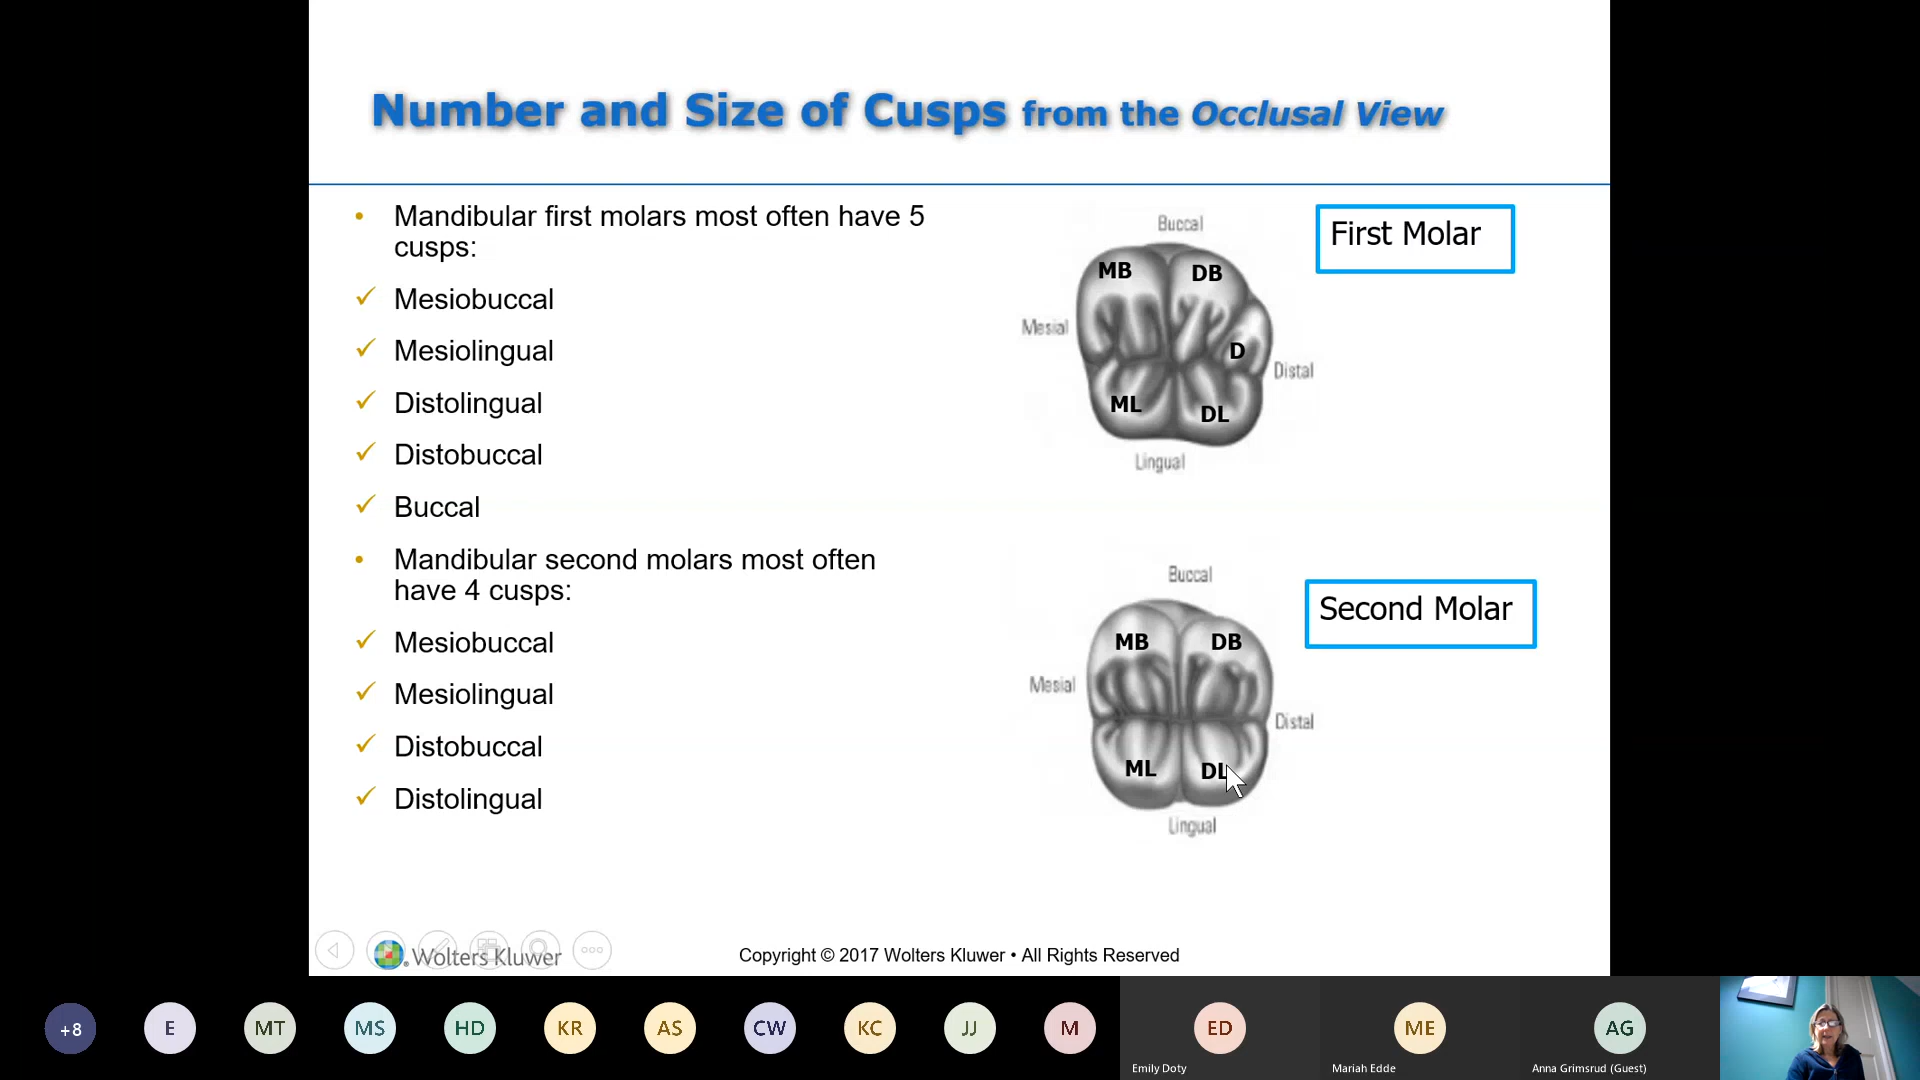 Number and Size of Cusps from the Occlusal View
• Mandibular first molars most often have 5
cusps:
✓ Mesiobuccal
✓ Mesiolingual
✓ Distolingual
✓ Distobuccal
✓ Buccal
• Mandibular second molars most often
have 4 cusps:
✓ Mesiobuccal
✓ Mesiolingual
✓ Distobuccal
✓ Distolingual
First Molar
Buccal
MB DB
Mesial
D
Distal
ML DL
Lingual
Second Molar
Buccal
MB DB
Mesial
Distal
ML DL
Lingual
Wolters Kluwer
Copyright © 2017 Wolters Kluwer • All Rights Reserved
+8 E MT MS HD KR AS CW KC JJ M ED ME AG
Emily Doty Mariah Edde Anna Grimsrud (Guest)